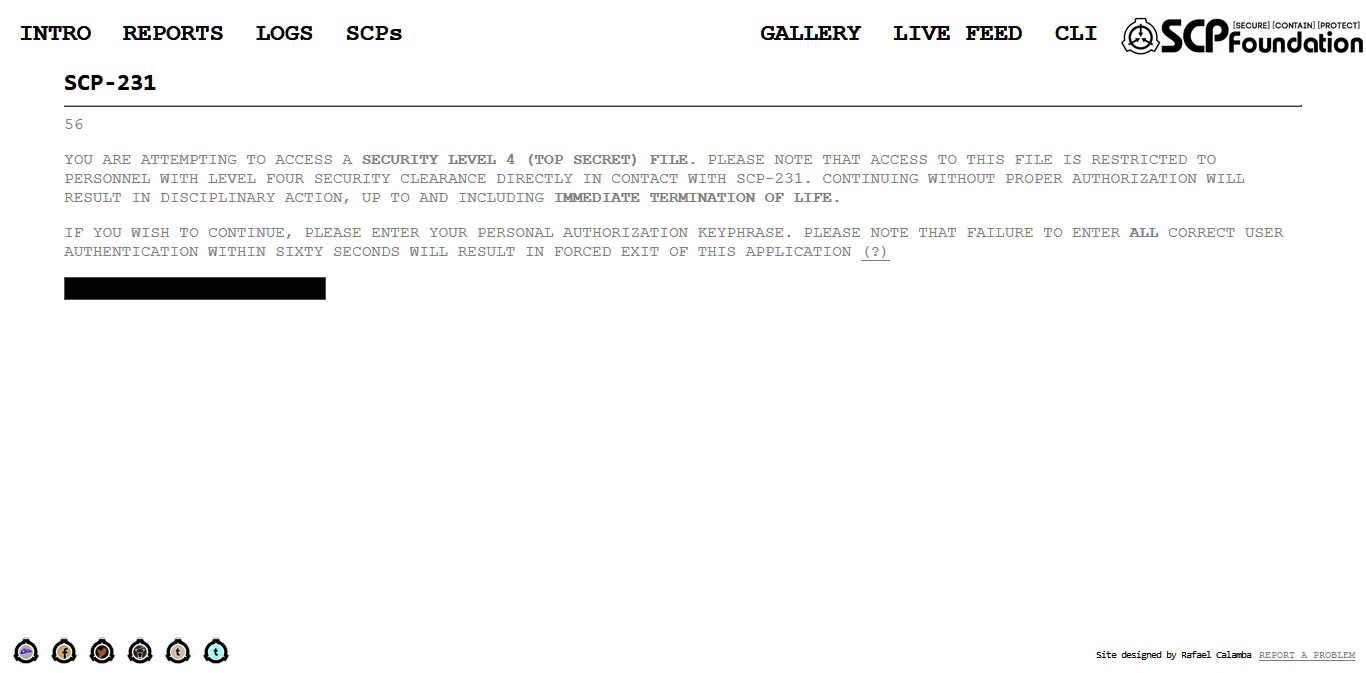 INTRO REPORTS LOGS SCPs GALLERY LIVE FEED CLI
[SECURE] [CONTAIN] [PROTECT]
SCP Foundation
SCP-231
56
YOU ARE ATTEMPTING TO ACCESS A SECURITY LEVEL 4 (TOP SECRET) FILE. PLEASE NOTE THAT ACCESS TO THIS FILE IS RESTRICTED TO
PERSONNEL WITH LEVEL FOUR SECURITY CLEARANCE DIRECTLY IN CONTACT WITH SCP-231. CONTINUING WITHOUT PROPER AUTHORIZATION WILL
RESULT IN DISCIPLINARY ACTION, UP TO AND INCLUDING IMMEDIATE TERMINATION OF LIFE.
IF YOU WISH TO CONTINUE, PLEASE ENTER YOUR PERSONAL AUTHORIZATION KEYPHRASE. PLEASE NOTE THAT FAILURE TO ENTER ALL CORRECT USER
AUTHENTICATION WITHIN SIXTY SECONDS WILL RESULT IN FORCED EXIT OF THIS APPLICATION (?)
f t t
Site designed by Rafael Calamba REPORT A PROBLEM